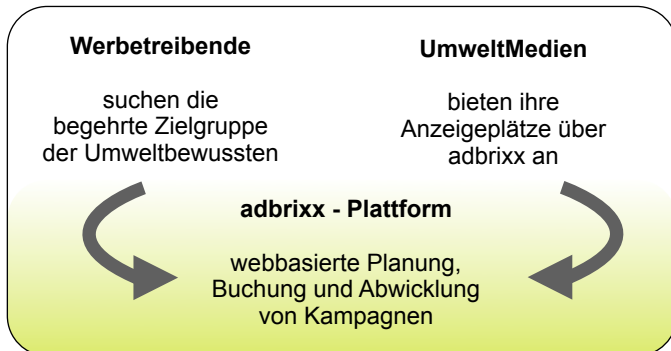 Werbetreibende
suchen die
begehrte Zielgruppe
der Umweltbewussten
UmweltMedien
bieten ihre
Anzeigeplätze über
adbrixx an
adbrixx - Plattform
webbasierte Planung,
Buchung und Abwicklung
von Kampagnen